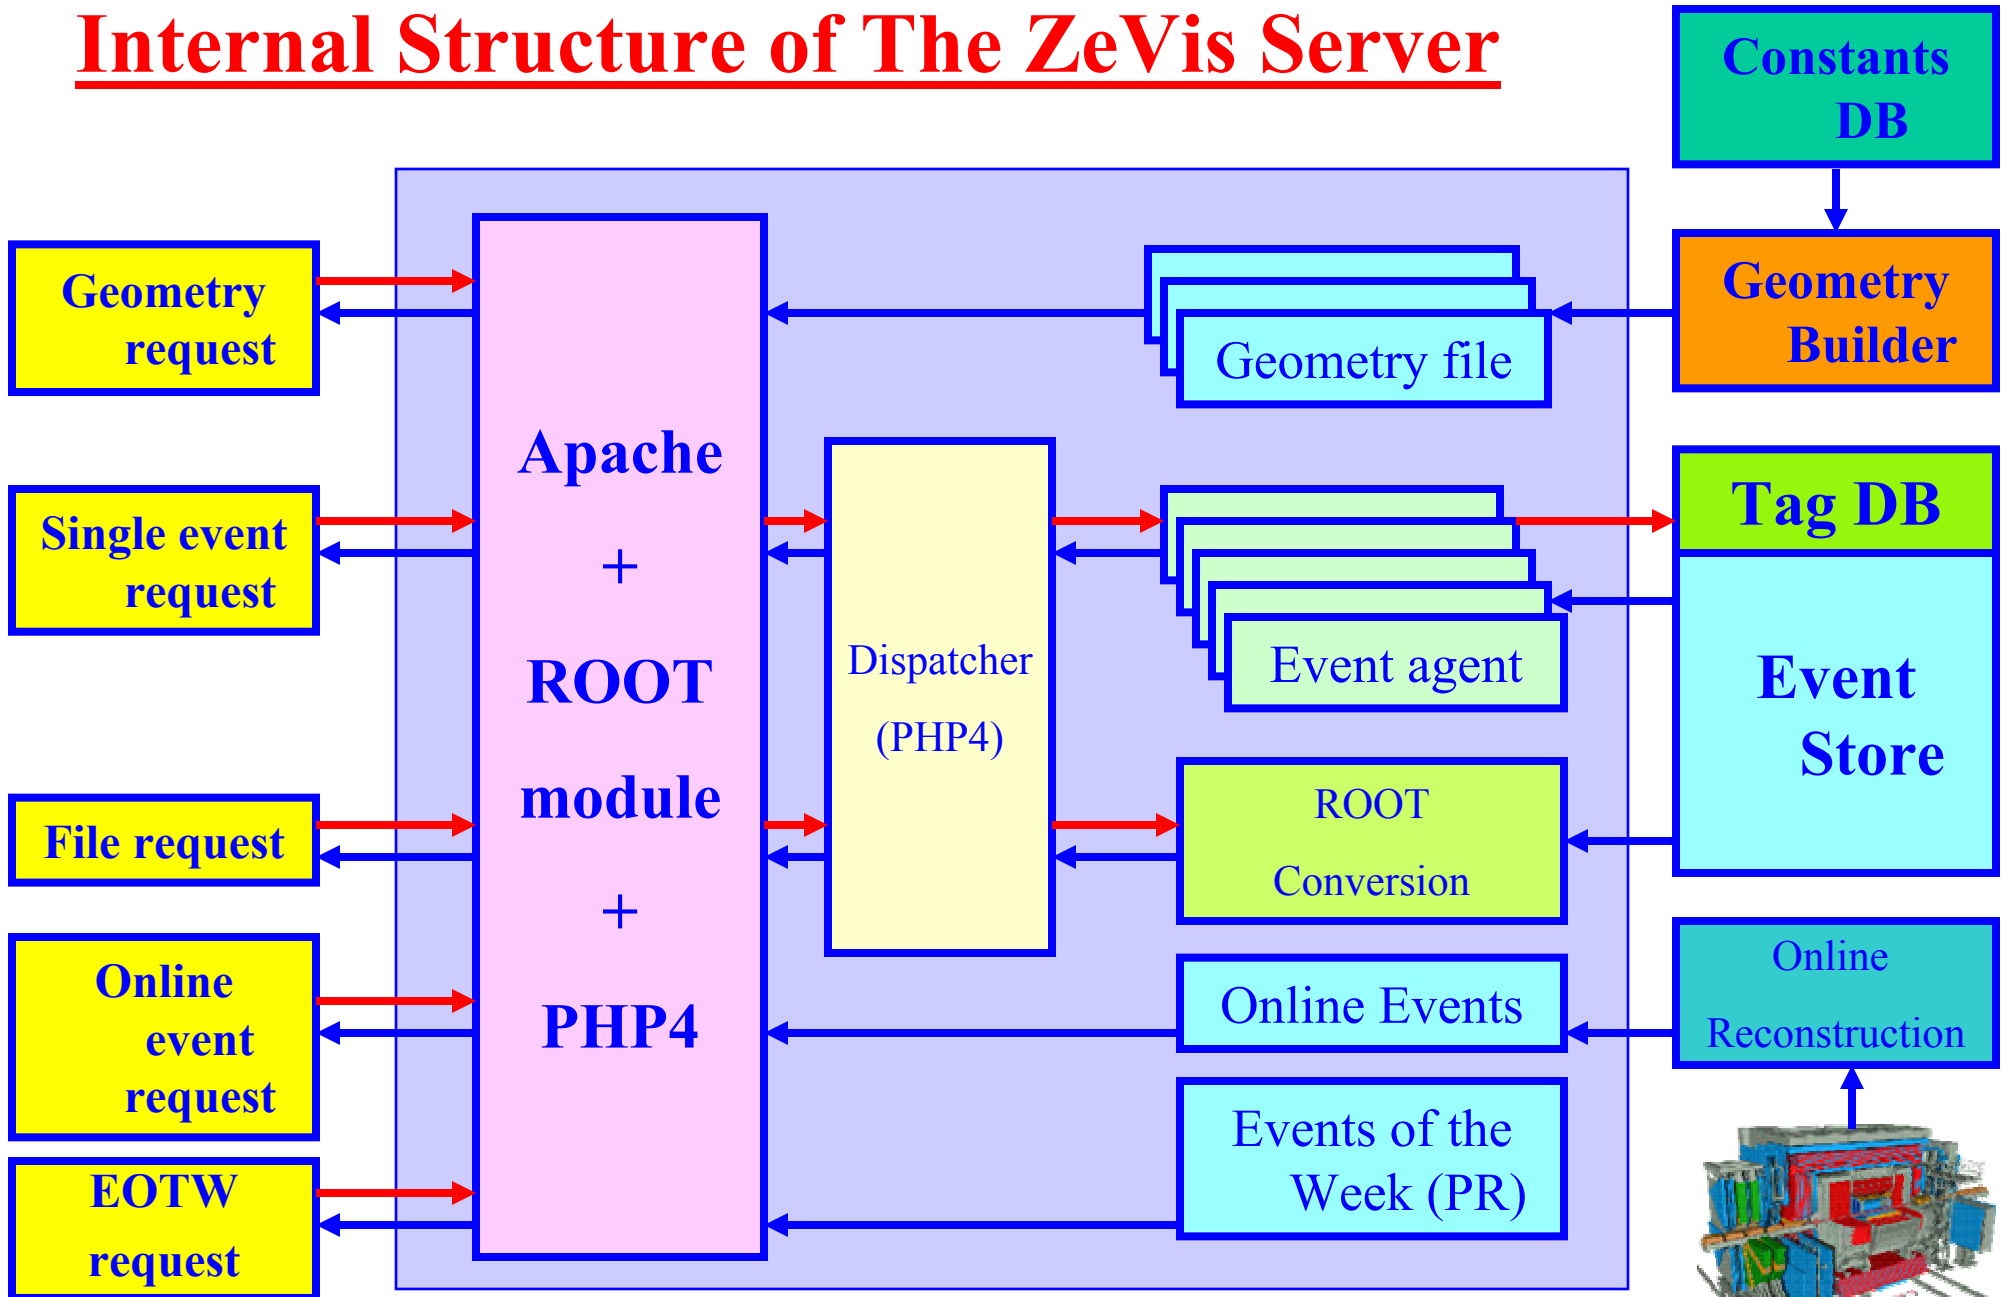 Internal Structure of The ZeVis Server
Constants
DB
Geometry
request
Geometry file
Geometry
Builder
Apache
+
ROOT
module
+
PHP4
Single event
request
Dispatcher
(PHP4)
Event agent
Tag DB
Event
Store
File request
ROOT
Conversion
Online
event
request
Online Events
Online
Reconstruction
EOTW
request
Events of the
Week (PR)